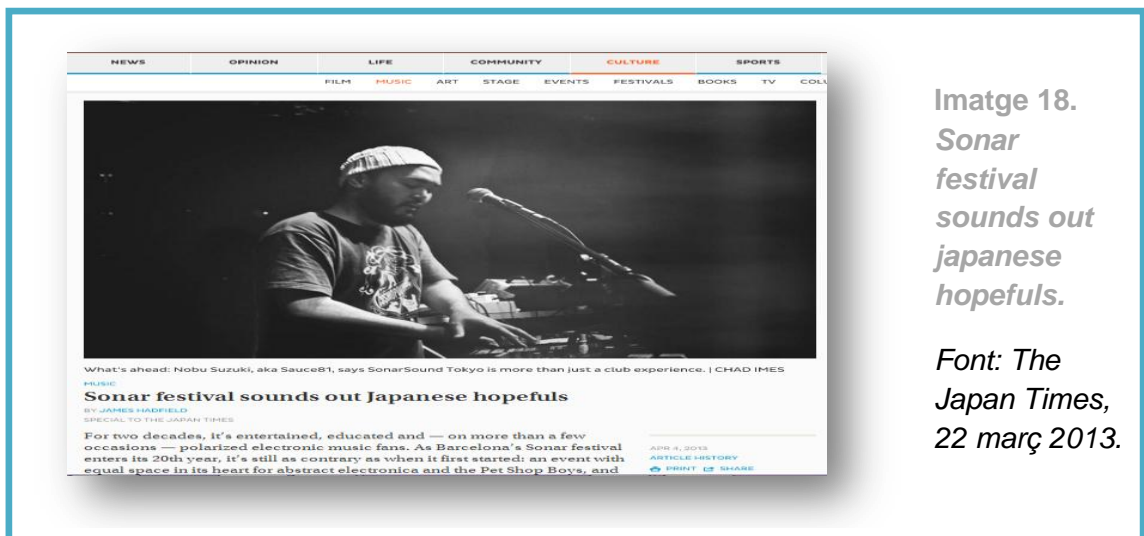 NEWS OPINION LIFE COMMUNITY CULTURE SPORTS
FILM MUSIC ART STAGE EVENTS FESTIVALS BOOKS TV COLU
What's ahead: Nobu Suzuki, aka Sauce81, says SonarSound Tokyo is more than just a club experience. | CHAD IMES
MUSIC
Sonar festival sounds out Japanese hopefuls
BY JAMES HADFIELD
SPECIAL TO THE JAPAN TIMES
For two decades, it's entertained, educated and — on more than a few
occasions — polarized electronic music fans. As Barcelona's Sonar festival
enters its 20th year, it's still as contrary as when it first started: an event with
equal space in its heart for abstract electronica and the Pet Shop Boys, and
APR 4, 2013
ARTICLE HISTORY
PRINT SHARE
Imatge 18.
Sonar
festival
sounds out
japanese
hopefuls.
Font: The
Japan Times,
22 març 2013.